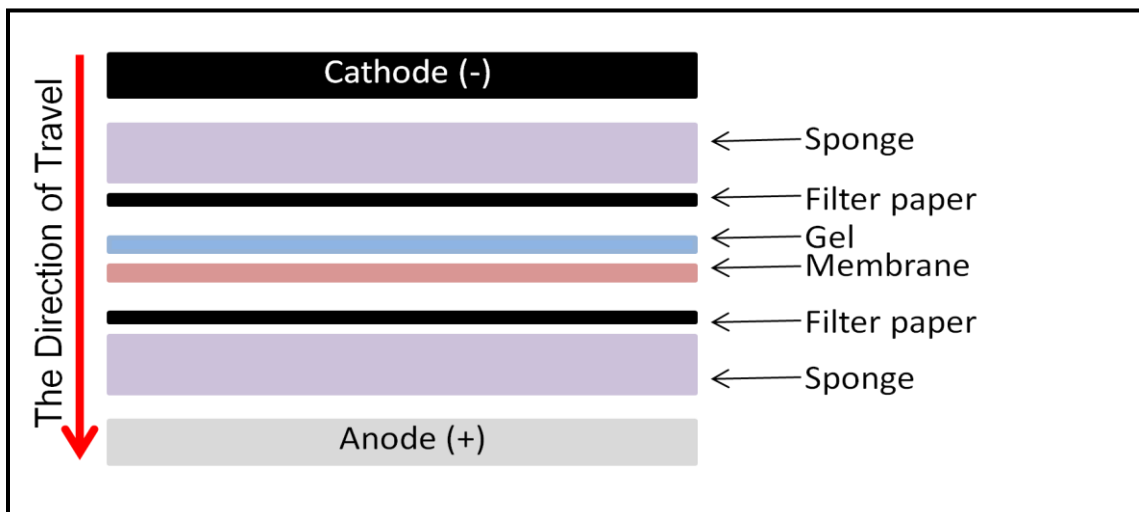 The Direction of Travel
Cathode (-)
Sponge
Filter paper
Gel
Membrane
Filter paper
Sponge
Anode (+)